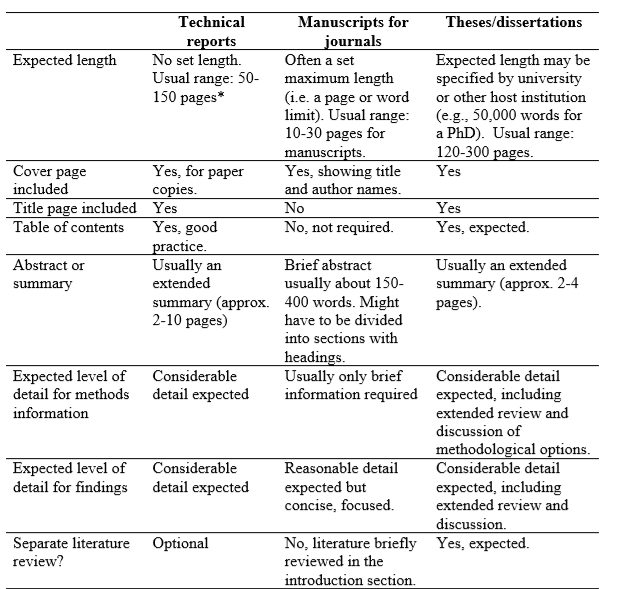 Technical reports
Manuscripts for journals
Theses/dissertations
Expected length
No set length.
Usual range: 50-
150 pages*
Often a set
maximum length
(i.e. a page or word
limit). Usual range:
10-30 pages for
manuscripts.
Expected length may be
specified by university
or other host institution
(e.g., 50,000 words for
a PhD).  Usual range:
120-300 pages.
Cover page
included
Yes, for paper
copies.
Yes, showing title
and author names.
Yes
Title page included
Yes
No
Yes
Table of contents
Yes, good
practice.
No, not required.
Yes, expected.
Abstract or
summary
Usually an
extended
summary (approx.
2-10 pages)
Brief abstract
usually about 150-
400 words. Might
have to be divided
into sections with
headings.
Usually an extended
summary (approx. 2-4
pages).
Expected level of
detail for methods
information
Considerable
detail expected
Usually only brief
information required
Considerable detail
expected, including
extended review and
discussion of
methodological options.
Expected level of
detail for findings
Considerable
detail expected
Reasonable detail
expected but
concise, focused.
Considerable detail
expected, including
extended review and
discussion.
Separate literature
review?
Optional
No, literature briefly
reviewed in the
introduction section.
Yes, expected.